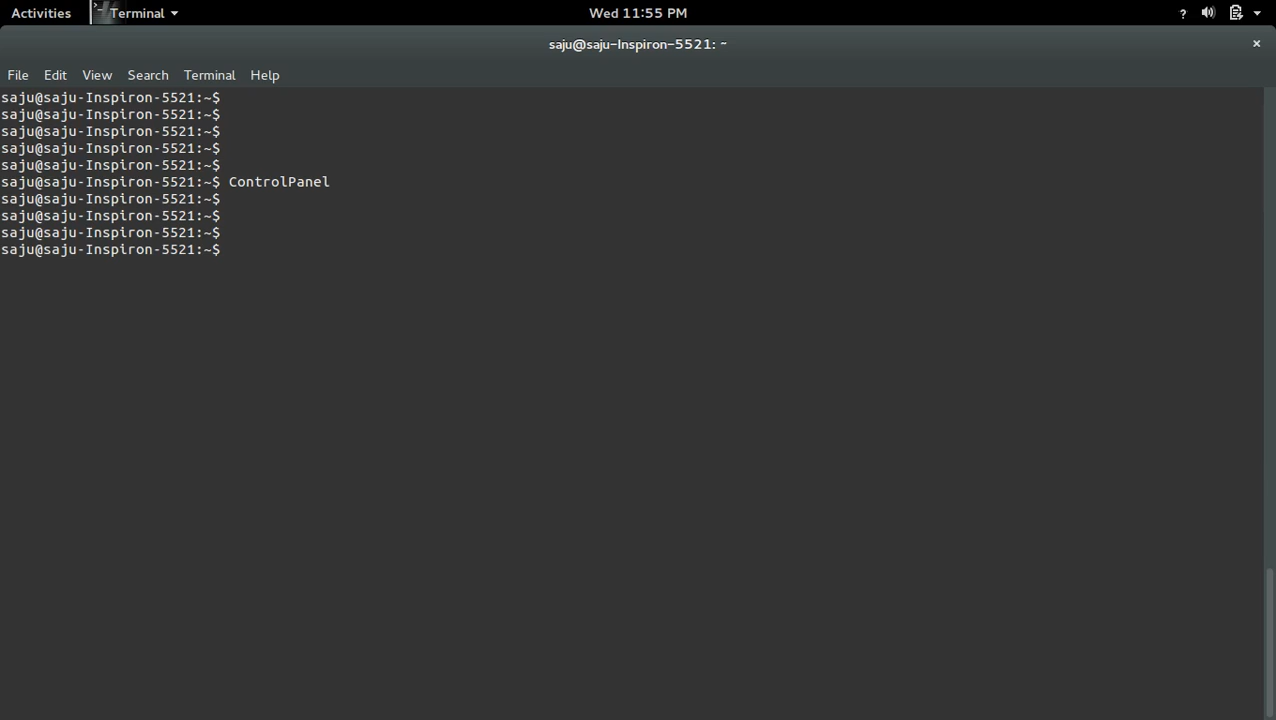 Activities Terminal Wed 11:55 PM ?
saju@saju-Inspiron-5521: ~ ×
File Edit View Search Terminal Help
saju@saju-Inspiron-5521:~$
saju@saju-Inspiron-5521:~$
saju@saju-Inspiron-5521:~$
saju@saju-Inspiron-5521:~$
saju@saju-Inspiron-5521:~$
saju@saju-Inspiron-5521:~$ ControlPanel
saju@saju-Inspiron-5521:~$
saju@saju-Inspiron-5521:~$
saju@saju-Inspiron-5521:~$
saju@saju-Inspiron-5521:~$